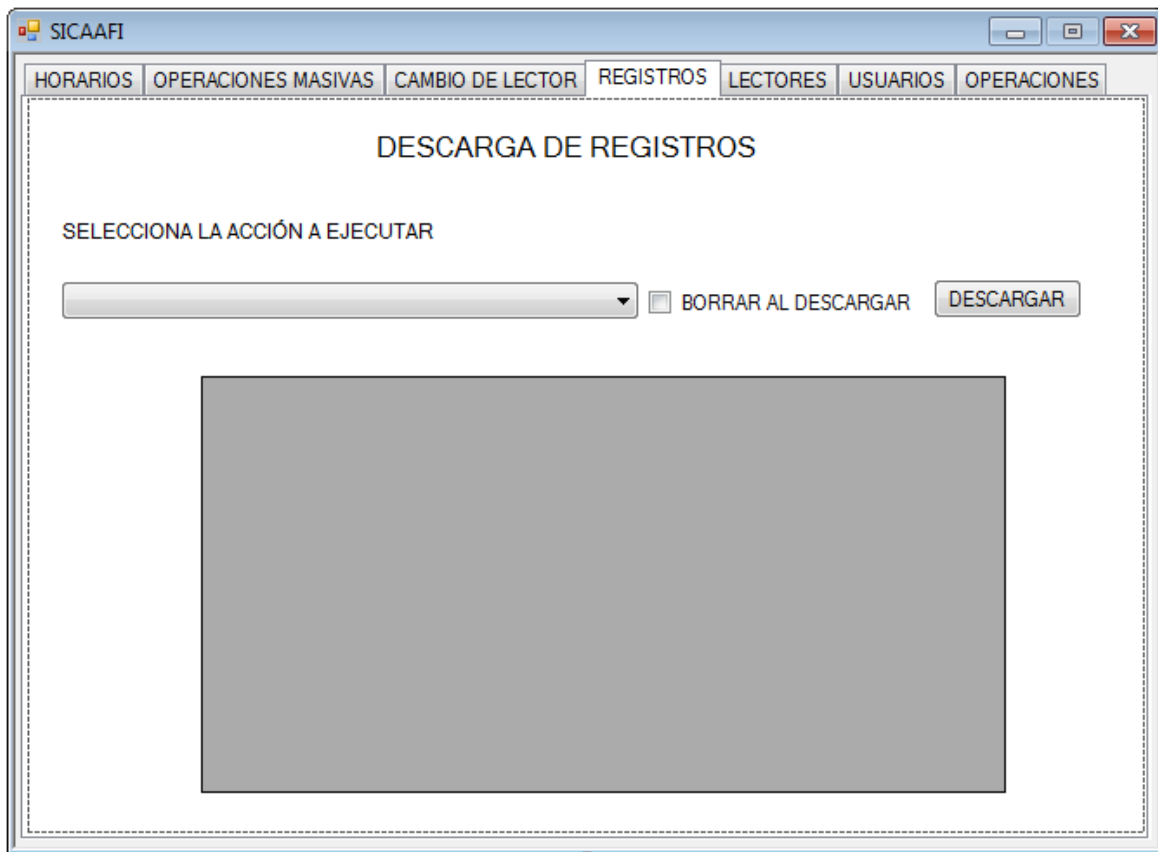 SICAAFI
HORARIOS OPERACIONES MASIVAS CAMBIO DE LECTOR REGISTROS LECTORES USUARIOS OPERACIONES
DESCARGA DE REGISTROS
SELECCIONA LA ACCIÓN A EJECUTAR
BORRAR AL DESCARGAR DESCARGAR